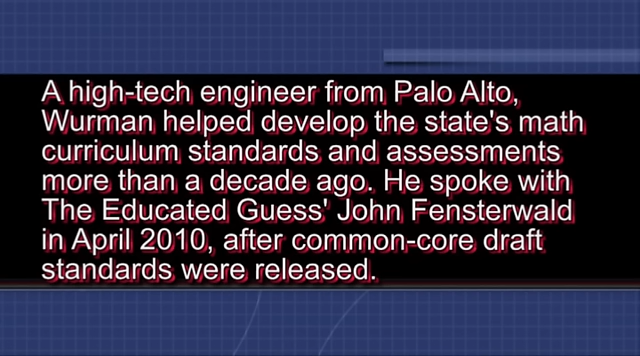 A high-tech engineer from Palo Alto,
Wurman helped develop the state's math
curriculum standards and assessments
more than a decade ago. He spoke with
The Educated Guess' John Fensterwald
in April 2010, after common-core draft
standards were released.